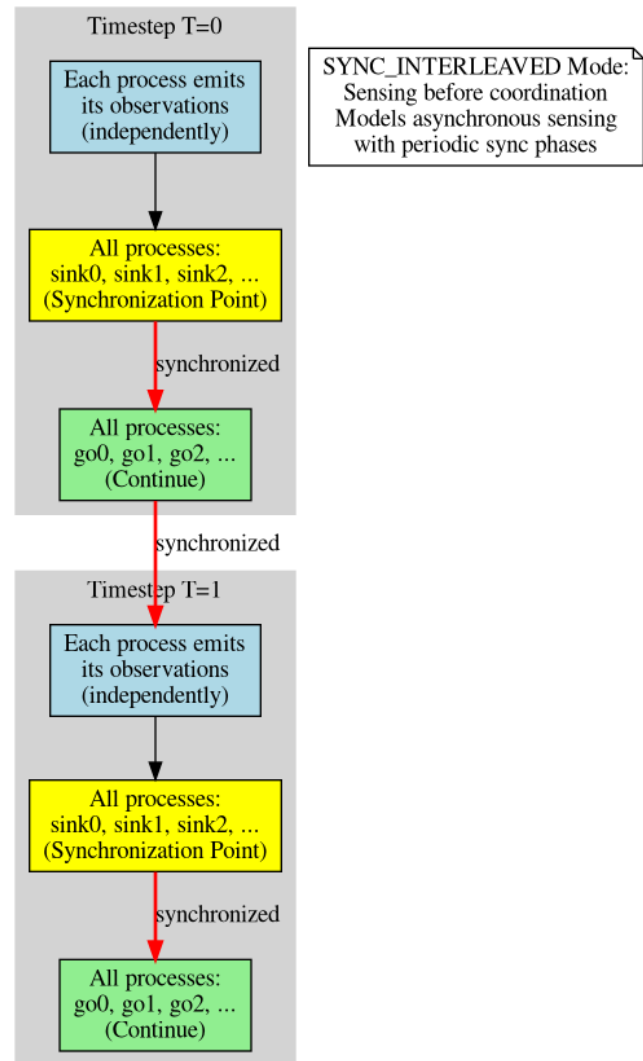 Timestep T=0
Each process emits
its observations
(independently)
All processes:
sink0, sink1, sink2, ...
(Synchronization Point)
synchronized
All processes:
go0, go1, go2, ...
(Continue)
synchronized
Timestep T=1
Each process emits
its observations
(independently)
All processes:
sink0, sink1, sink2, ...
(Synchronization Point)
synchronized
All processes:
go0, go1, go2, ...
(Continue)
SYNC_INTERLEAVED Mode:
Sensing before coordination
Models asynchronous sensing
with periodic sync phases